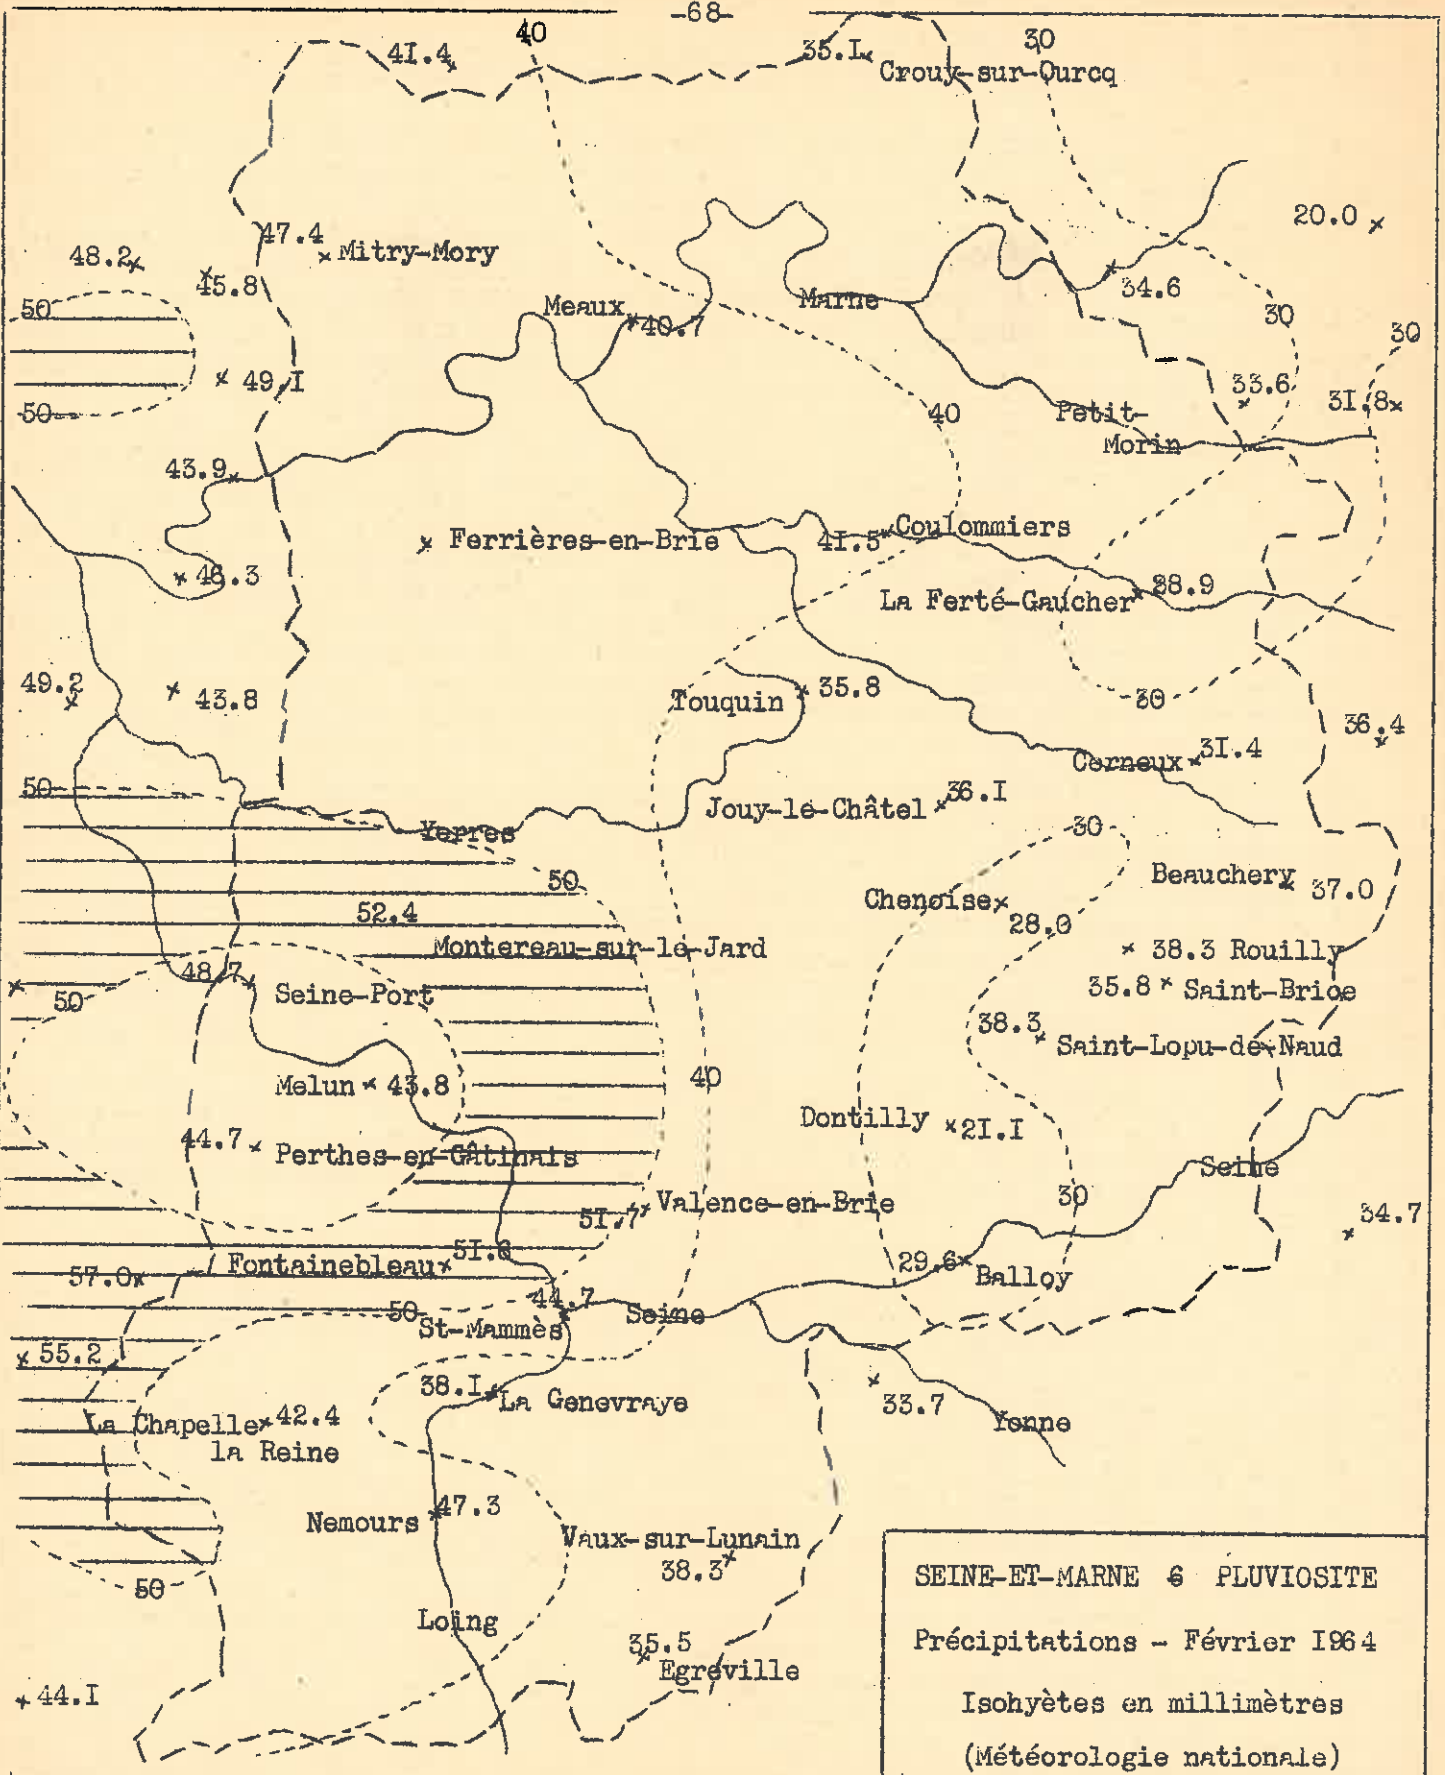 -68-
40
30
41.4
35.1
Crouy-sur-Ourcq
20.0
47.4
Mitry-Mory
48.2
45.8
34.6
50
Meaux
40.7
Marne
30
30
49.1
33.6
31.8
50
40
Petit-
Morin
43.9
41.5
Coulommiers
Ferrières-en-Brie
La Ferté-Gaucher
28.9
49.2
43.8
Touquin
35.8
30
36.4
Cerneux
31.4
50
Jouy-le-Châtel
36.1
Yerres
30
50
Beauchery
37.0
Chenoise
28.0
52.4
Montereau-sur-le-Jard
38.3 Rouilly
48.7
35.8
Saint-Brice
50
Seine-Port
38.3
Saint-Lopu-de-Naud
Melun
43.8
40
Dontilly
21.1
44.7
Perthes-en-Gâtinais
Seine
51.7
Valence-en-Brie
30
34.7
57.0
Fontainebleau
29.6
Balloy
50
44.7
St-Mammès
Seine
55.2
38.1
La Genevraye
33.7
Yonne
La Chapelle
42.4
la Reine
Nemours
47.3
Vaux-sur-Lunain
38.3
50
Loing
35.5
Egreville
44.1
SEINE-ET-MARNE 6 PLUVIOSITE
Précipitations - Février 1964
Isohyètes en millimètres
(Météorologie nationale)